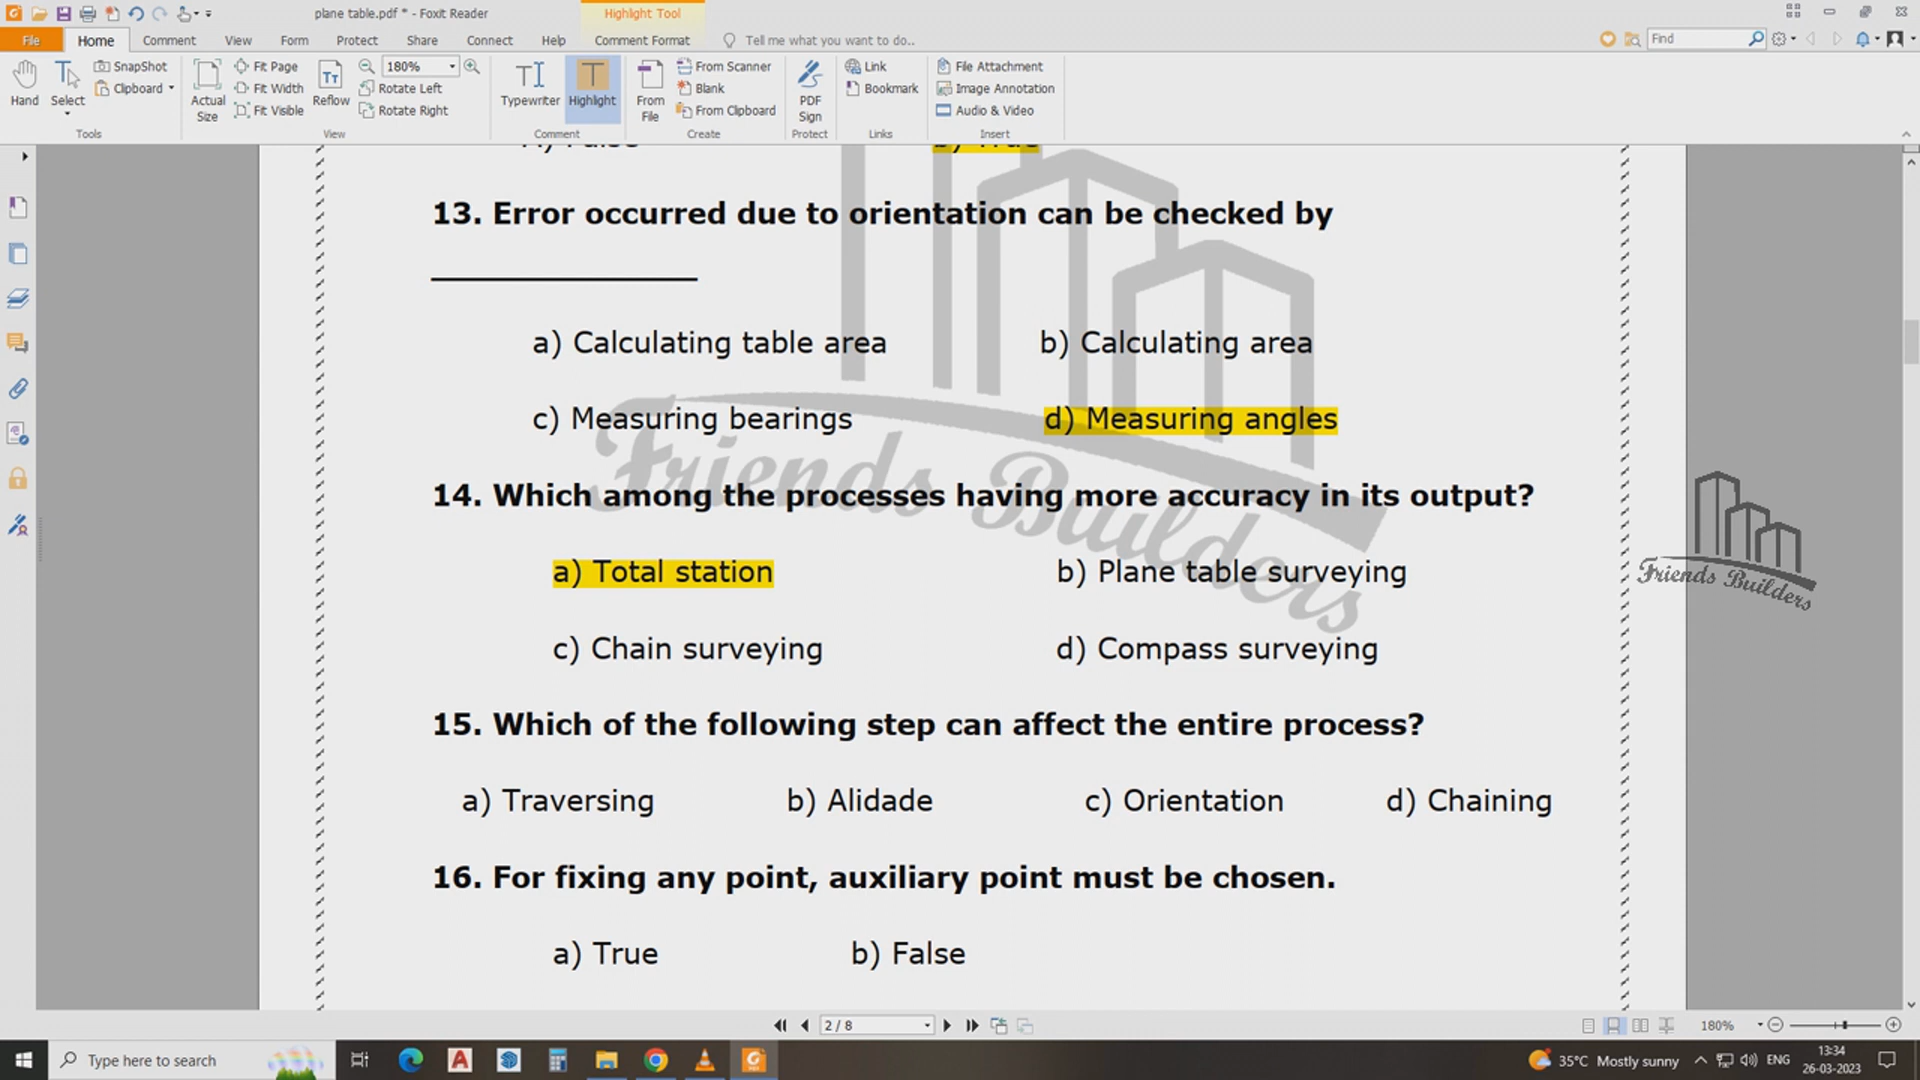 plane table.pdf * - Foxit Reader
Highlight Tool
File
Home
Comment
View
Form
Protect
Share
Connect
Help
Comment Format
Tell me what you want to do..
Find
Hand
Select
SnapShot
Clipboard
Tools
Actual Size
Fit Page
Fit Width
Fit Visible
Reflow
180%
Rotate Left
Rotate Right
View
Typewriter
Highlight
Comment
From File
From Scanner
Blank
From Clipboard
Create
PDF Sign
Protect
Link
Bookmark
Links
File Attachment
Image Annotation
Audio & Video
Insert
13. Error occurred due to orientation can be checked by
a) Calculating table area
b) Calculating area
c) Measuring bearings
d) Measuring angles
14. Which among the processes having more accuracy in its output?
a) Total station
b) Plane table surveying
c) Chain surveying
d) Compass surveying
15. Which of the following step can affect the entire process?
a) Traversing
b) Alidade
c) Orientation
d) Chaining
16. For fixing any point, auxiliary point must be chosen.
a) True
b) False
Friends Builders
Friends Builders
2 / 8
180%
Type here to search
35°C Mostly sunny
ENG
13:34
26-03-2023